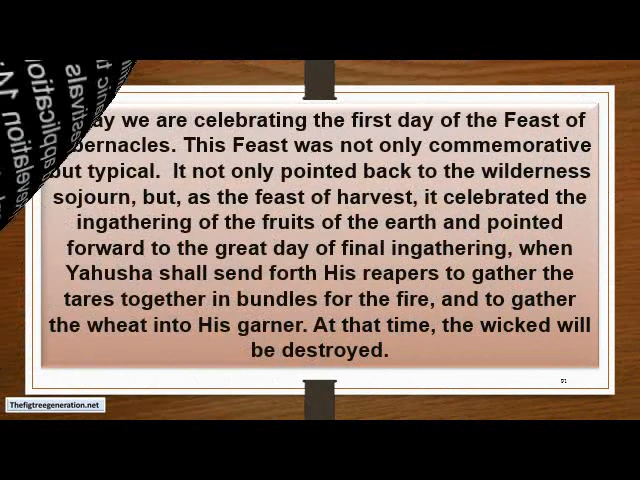 ay we are celebrating the first day of the Feast of
bernacles. This Feast was not only commemorative
but typical. It not only pointed back to the wilderness
sojourn, but, as the feast of harvest, it celebrated the
ingathering of the fruits of the earth and pointed
forward to the great day of final ingathering, when
Yahusha shall send forth His reapers to gather the
tares together in bundles for the fire, and to gather
the wheat into His garner. At that time, the wicked will
be destroyed.
Thefigtreegeneration.net